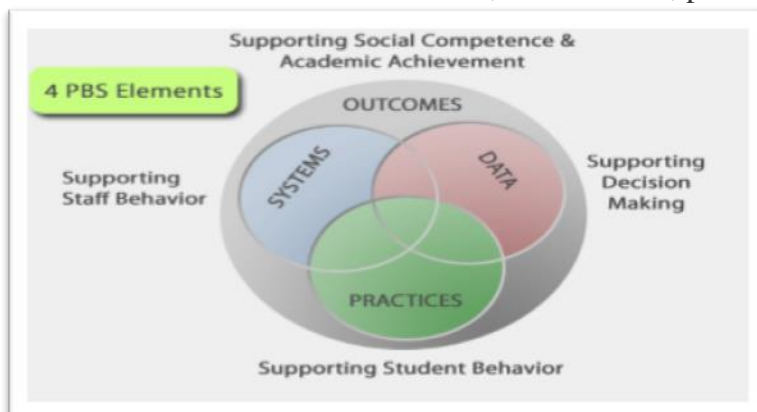 Supporting Social Competence &
Academic Achievement
4 PBS Elements
OUTCOMES
SYSTEMS
DATA
Supporting
Staff Behavior
Supporting
Decision
Making
PRACTICES
Supporting Student Behavior